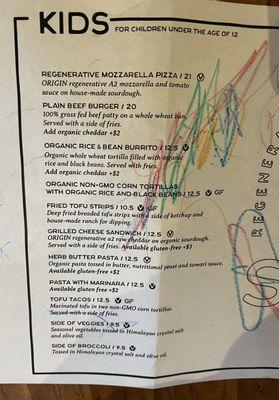 KIDS FOR CHILDREN UNDER THE AGE OF 12
REGENERATIVE MOZZARELLA PIZZA / 21 V
ORIGIN regenerative A2 mozzarella and tomato
sauce on house-made sourdough.
PLAIN BEEF BURGER / 20
100% grass fed beef patty on a whole wheat bun.
Served with a side of fries.
Add organic cheddar +$2
ORGANIC RICE & BEAN BURRITO / 12.5 V
Organic whole wheat tortilla filled with organic
rice and black beans. Served with fries.
Add organic cheddar +$2
ORGANIC NON-GMO CORN TORTILLAS
WITH ORGANIC RICE AND BLACK BEANS / 12.5 V GF
FRIED TOFU STRIPS / 10.5 V GF
Deep fried breaded tofu strips with a side of ketchup and
house-made ranch for dipping.
GRILLED CHEESE SANDWICH / 12.5 V
ORIGIN regenerative a2 raw cheddar on organic sourdough.
Served with a side of fries. Available gluten-free +$2
HERB BUTTER PASTA / 12.5 V
Organic pasta tossed in butter, nutritional yeast and tamari sauce.
Available gluten-free +$2
PASTA WITH MARINARA / 12.5 V
Available gluten-free +$2
TOFU TACOS / 12.5 V GF
Marinated tofu in two non-GMO corn tortillas.
Served with a side of fries.
SIDE OF VEGGIES / 9.5 V
Seasonal vegetables tossed in Himalayan crystal salt
and olive oil.
SIDE OF BROCCOLI / 9.5 V
Tossed in Himalayan crystal salt and olive oil.